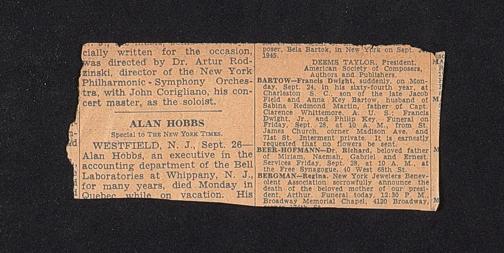 cially written for the occasion,
was directed by Dr. Artur Rod-
zinski, director of the New York
Philharmonic-Symphony Orches-
tra, with John Corigliano, his con-
cert master, as the soloist.
ALAN HOBBS
Special to THE NEW YORK TIMES.
WESTFIELD, N. J., Sept. 26—
Alan Hobbs, an executive in the
accounting department of the Bell
Laboratories at Whippany, N. J.,
for many years, died Monday in
Quebec while on vacation. His
poser, Bela Bartok, in New York on Sept.
1945.
DEEMS TAYLOR, President,
American Society of Composers,
Authors and Publishers.
BARTOW—Francis Dwight, suddenly, on Mon-
day, Sept. 24, in his sixty-fourth year, at
Charleston S. C., son of the late Jacob
Field and Anna Key Bartow, husband of
Sabina Redmond Martin, father of Capt.
Clarence Whittemore, A. U. S.; Francis
Dwight, Jr., and Philip Key. Funeral on
Friday, Sept. 28, at 10 A. M., from St.
James Church, corner Madison Ave. and
71st St. Interment private. It is earnestly
requested that no flowers be sent.
BEER-HOFMANN—Dr. Richard, beloved father
of Miriam, Naemah, Gabriel and Ernest.
Services Friday, Sept. 28, at 10 A. M., at
the Free Synagogue, 40 West 68th St.
BERGMAN—Regina. New York Jewelers Benev-
olent Association sorrowfully announce the
death of the beloved mother of our presi-
dent, Arthur. Funeral today, 12:30 P. M.,
Broadway Memorial Chapel, 4120 Broadway,